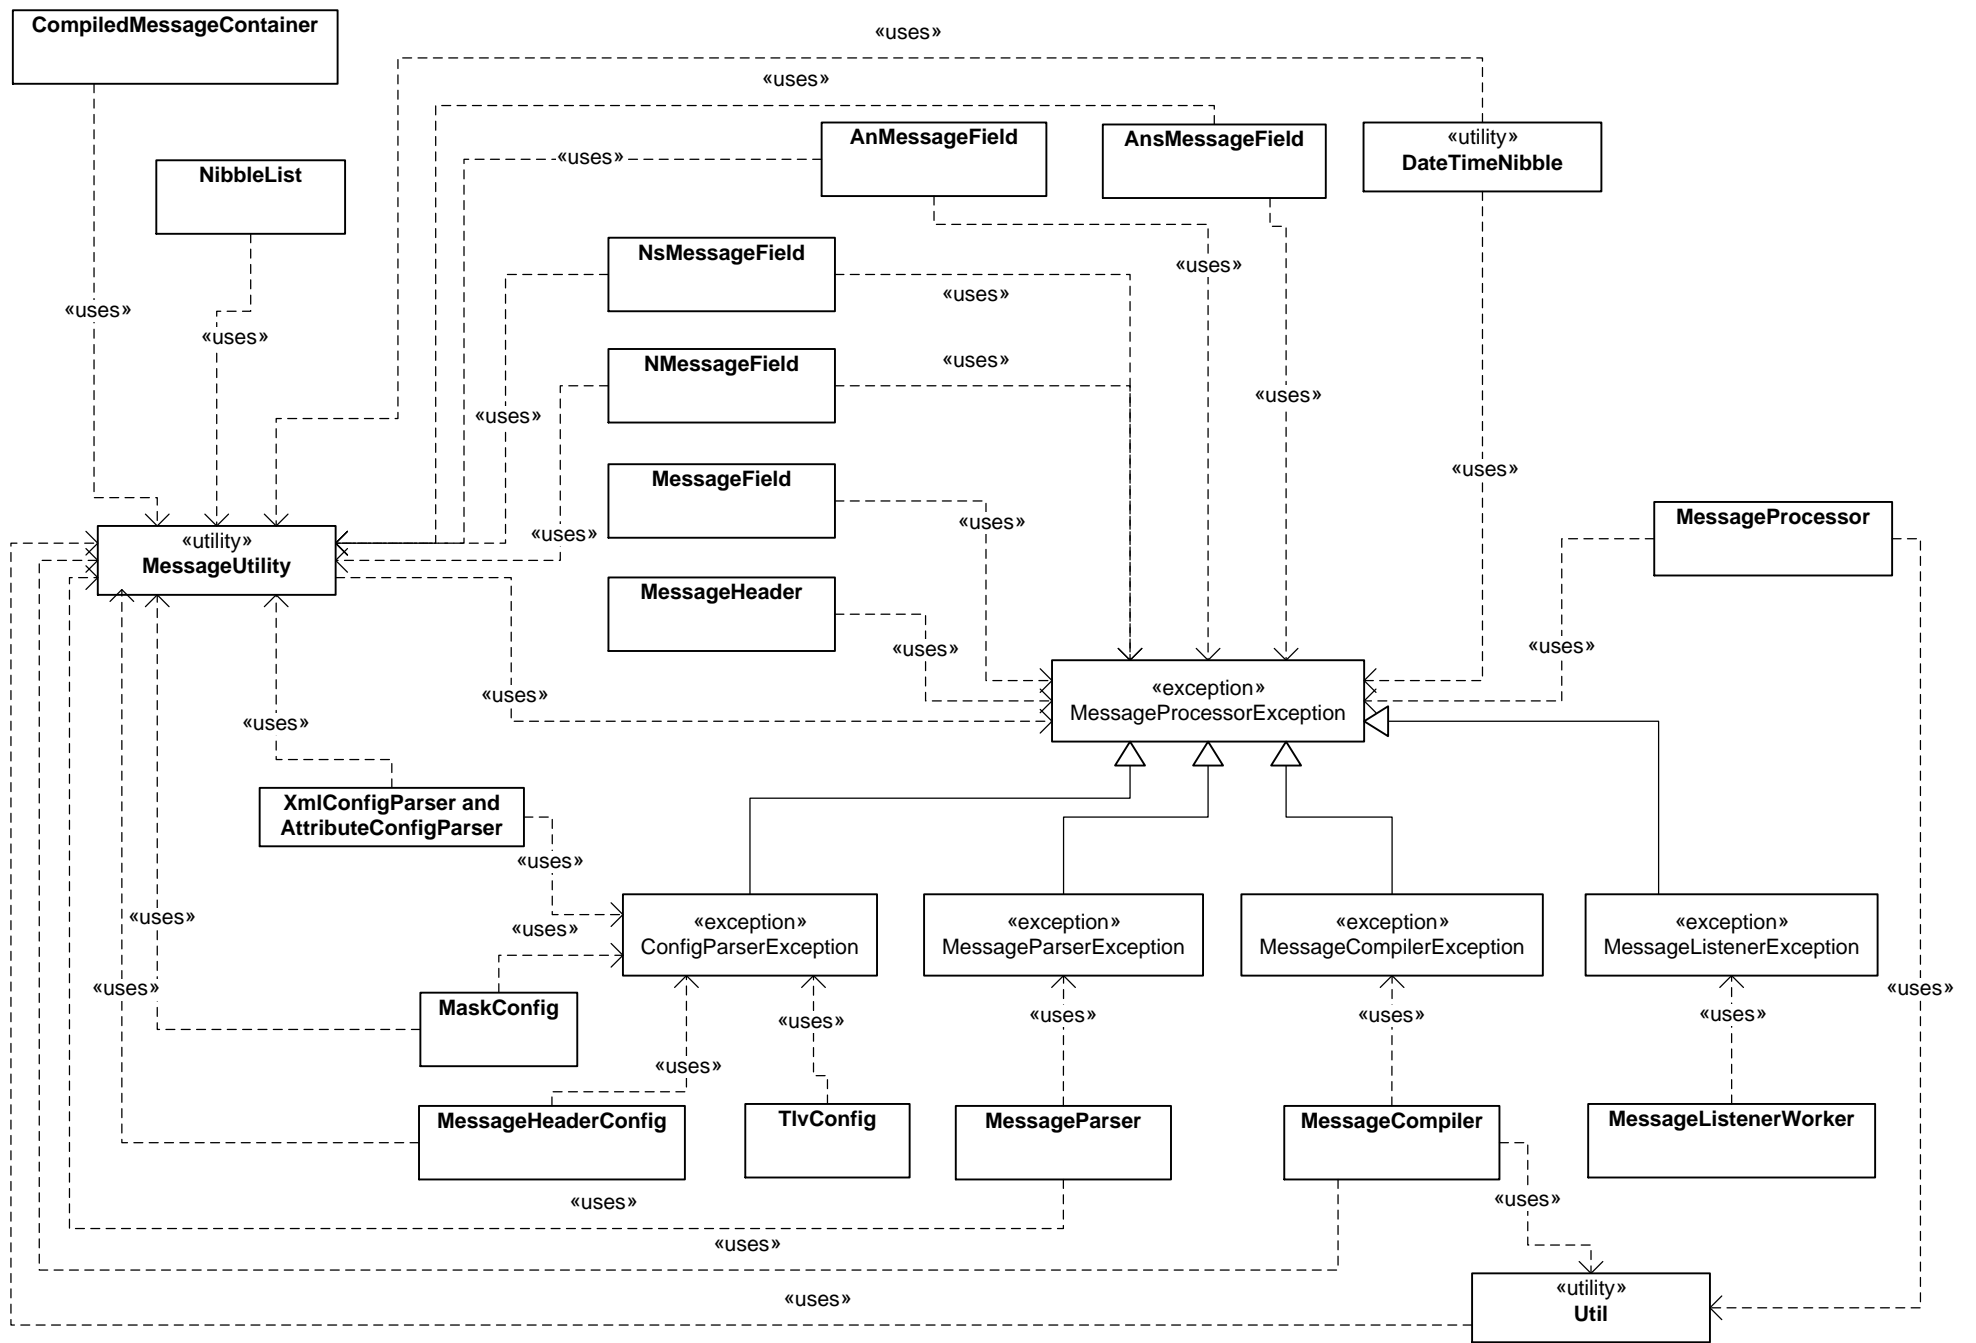 CompiledMessageContainer
«uses»
«uses»
AnMessageField
AnsMessageField
«utility»
DateTimeNibble
«uses»
NibbleList
NsMessageField
«uses»
«uses»
«uses»
«uses»
NMessageField
«uses»
«uses»
«uses»
«uses»
MessageField
«uses»
MessageProcessor
«uses»
«uses»
«utility»
MessageUtility
MessageHeader
«uses»
«uses»
«exception»
MessageProcessorException
«uses»
«uses»
XmlConfigParser and
AttributeConfigParser
«uses»
«uses»
«uses»
«exception»
ConfigParserException
«exception»
MessageParserException
«exception»
MessageCompilerException
«exception»
MessageListenerException
«uses»
«uses»
MaskConfig
«uses»
«uses»
«uses»
«uses»
«uses»
MessageHeaderConfig
TlvConfig
MessageParser
MessageCompiler
MessageListenerWorker
«uses»
«uses»
«uses»
«uses»
«utility»
Util